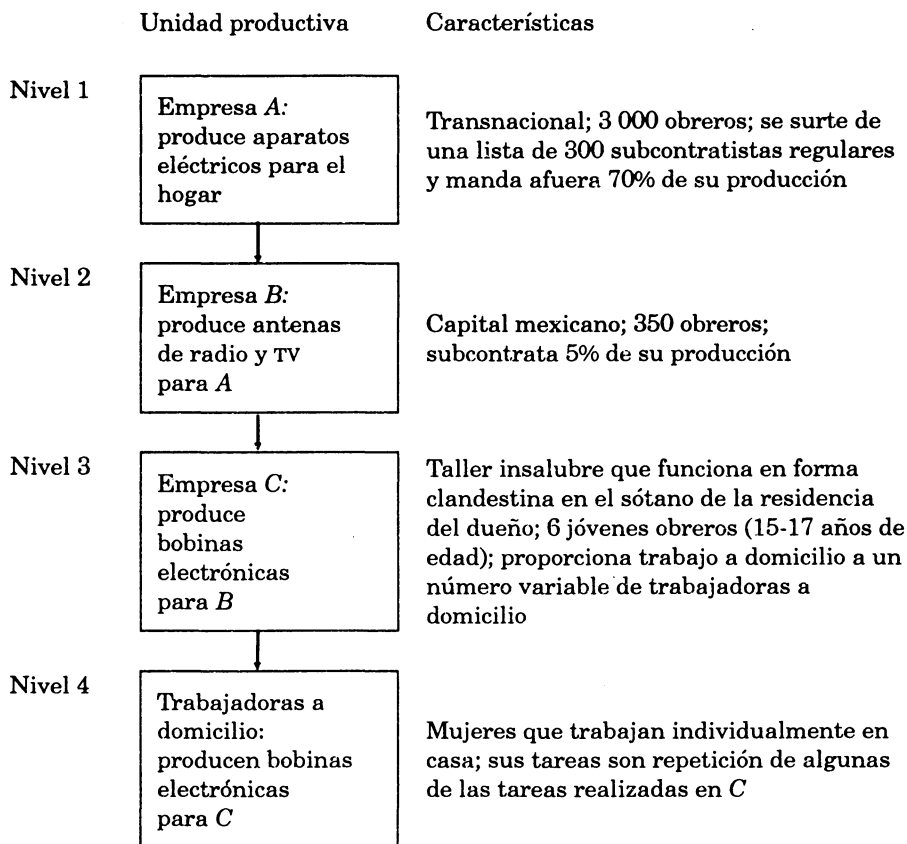 Unidad productiva Características
Nivel 1
Empresa A:
produce aparatos
eléctricos para el
hogar
Transnacional; 3 000 obreros; se surte de
una lista de 300 subcontratistas regulares
y manda afuera 70% de su producción
Nivel 2
Empresa B:
produce antenas
de radio y TV
para A
Capital mexicano; 350 obreros;
subcontrata 5% de su producción
Nivel 3
Empresa C:
produce
bobinas
electrónicas
para B
Taller insalubre que funciona en forma
clandestina en el sótano de la residencia
del dueño; 6 jóvenes obreros (15-17 años de
edad); proporciona trabajo a domicilio a un
número variable de trabajadoras a
domicilio
Nivel 4
Trabajadoras a
domicilio:
producen bobinas
electrónicas
para C
Mujeres que trabajan individualmente en
casa; sus tareas son repetición de algunas
de las tareas realizadas en C